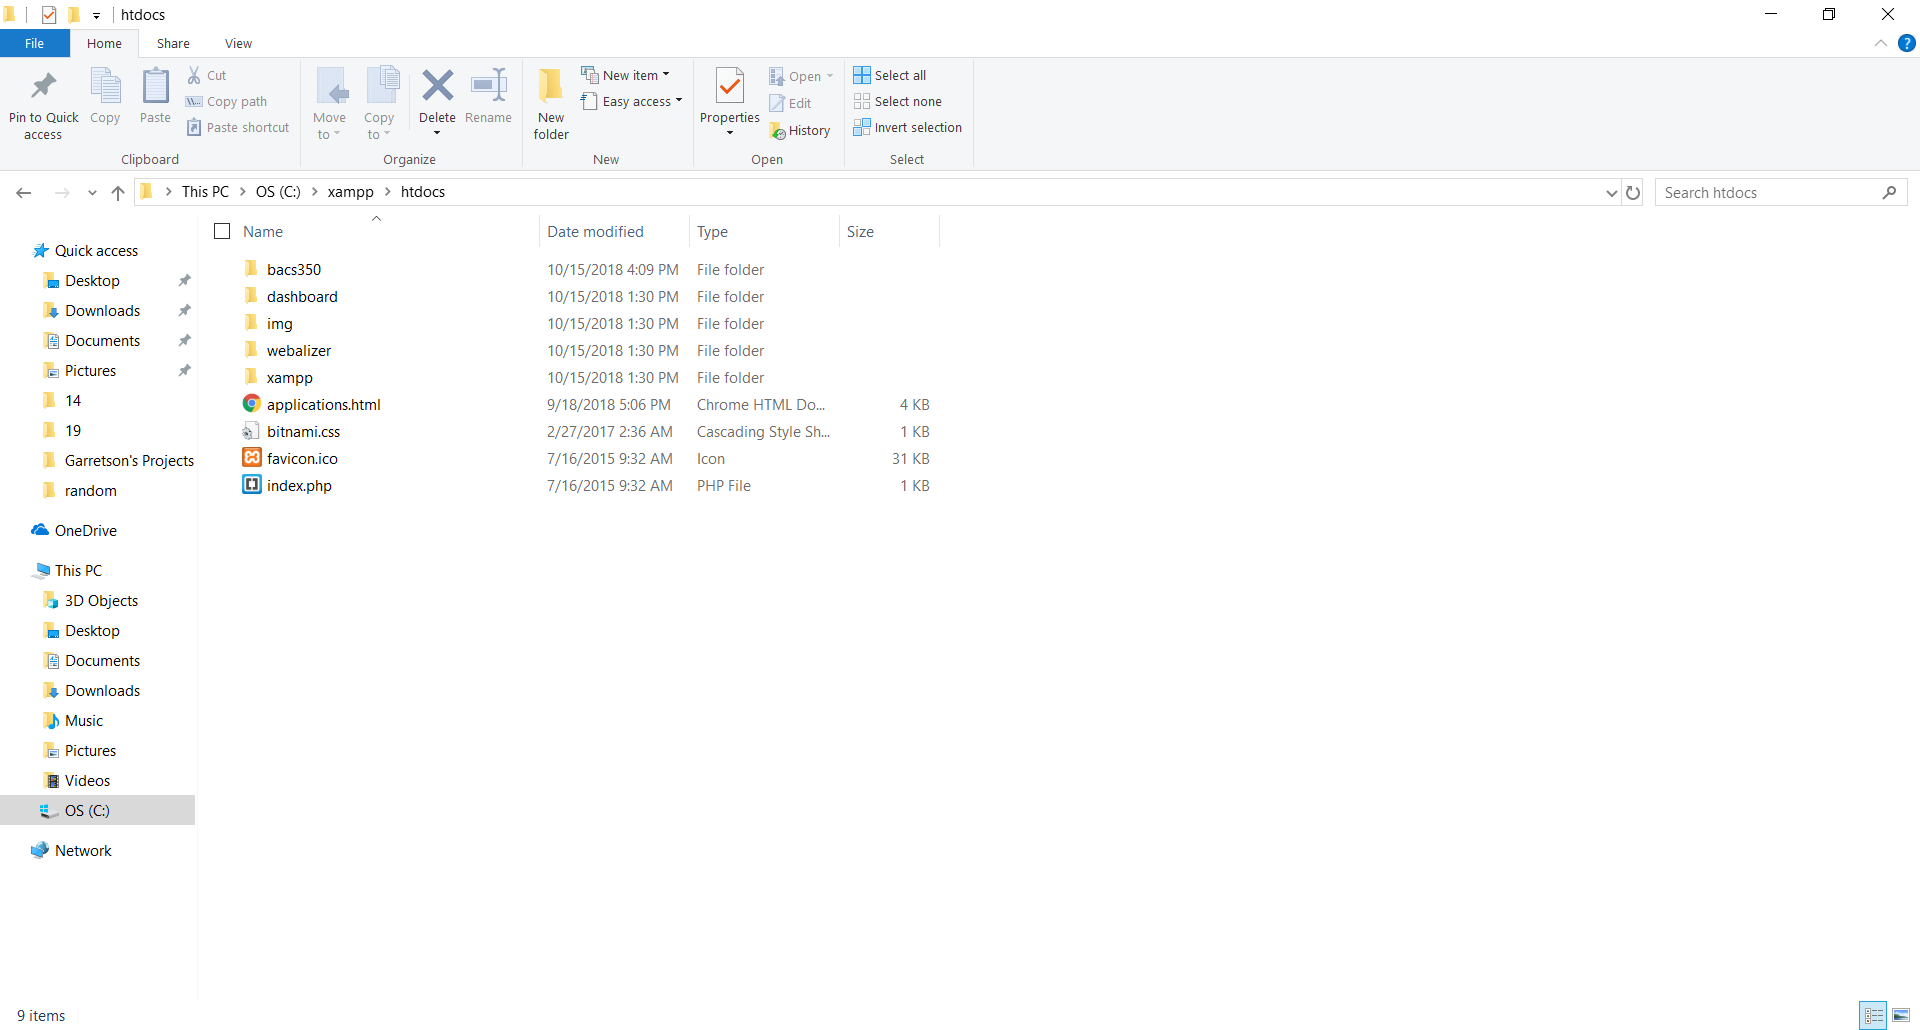 htdocs
File Home Share View
Pin to Quick access
Copy
Paste
Cut
Copy path
Paste shortcut
Clipboard
Move to
Copy to
Delete
Rename
Organize
New folder
New item
Easy access
New
Properties
Open
Edit
History
Open
Select all
Select none
Invert selection
Select
This PC OS (C:) xampp htdocs
Search htdocs
Name Date modified Type Size
bacs350 10/15/2018 4:09 PM File folder
dashboard 10/15/2018 1:30 PM File folder
img 10/15/2018 1:30 PM File folder
webalizer 10/15/2018 1:30 PM File folder
xampp 10/15/2018 1:30 PM File folder
applications.html 9/18/2018 5:06 PM Chrome HTML Do... 4 KB
bitnami.css 2/27/2017 2:36 AM Cascading Style Sh... 1 KB
favicon.ico 7/16/2015 9:32 AM Icon 31 KB
index.php 7/16/2015 9:32 AM PHP File 1 KB
Quick access
Desktop
Downloads
Documents
Pictures
14
19
Garretson's Projects
random
OneDrive
This PC
3D Objects
Desktop
Documents
Downloads
Music
Pictures
Videos
OS (C:)
Network
9 items